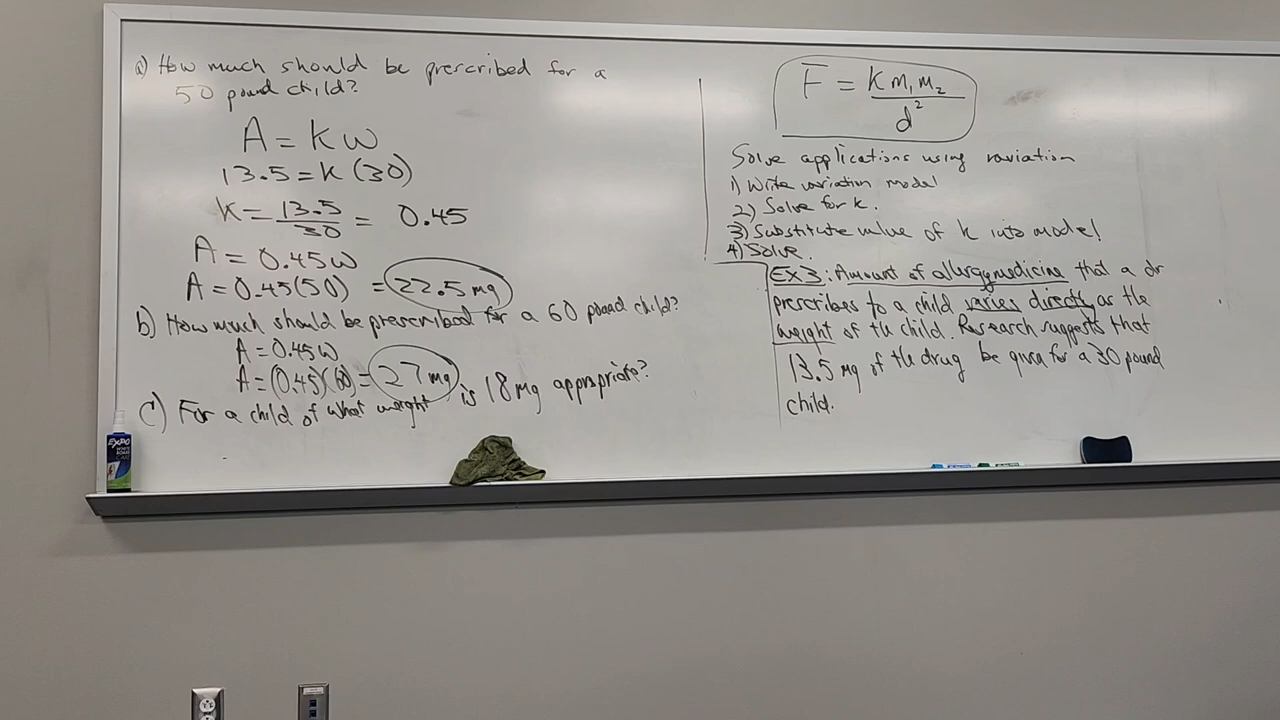 a) How much should be prescribed for a
50 pound child?
A = KW
13.5 = K (30)
K = 13.5/30 = 0.45
A = 0.45W
A = 0.45(50) = 22.5 mg
b) How much should be prescribed for a 60 pound child?
A = 0.45W
A = (0.45)(60) = 27 mg
c) For a child of what weight is 18 mg appropriate?
EXPO
F = K m₁ m₂ / d²
Solve applications using variation
1) Write variation model
2) Solve for k.
3) Substitute value of k into model
4) Solve.
EX3: Amount of allergy medicine that a dr
prescribes to a child varies directly as the
weight of the child. Research suggests that
13.5 mg of the drug be given for a 30 pound
child.